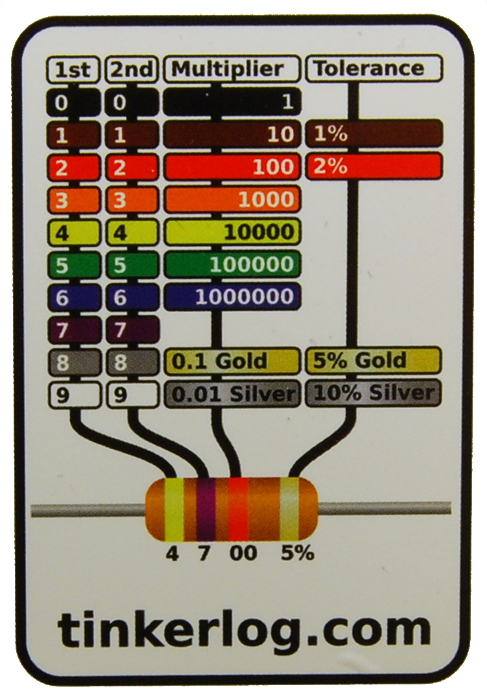 1st 2nd Multiplier Tolerance
0 0 1
1 1 10 1%
2 2 100 2%
3 3 1000
4 4 10000
5 5 100000
6 6 1000000
7 7
8 8 0.1 Gold 5% Gold
9 9 0.01 Silver 10% Silver
4 7 00 5%
tinkerlog.com